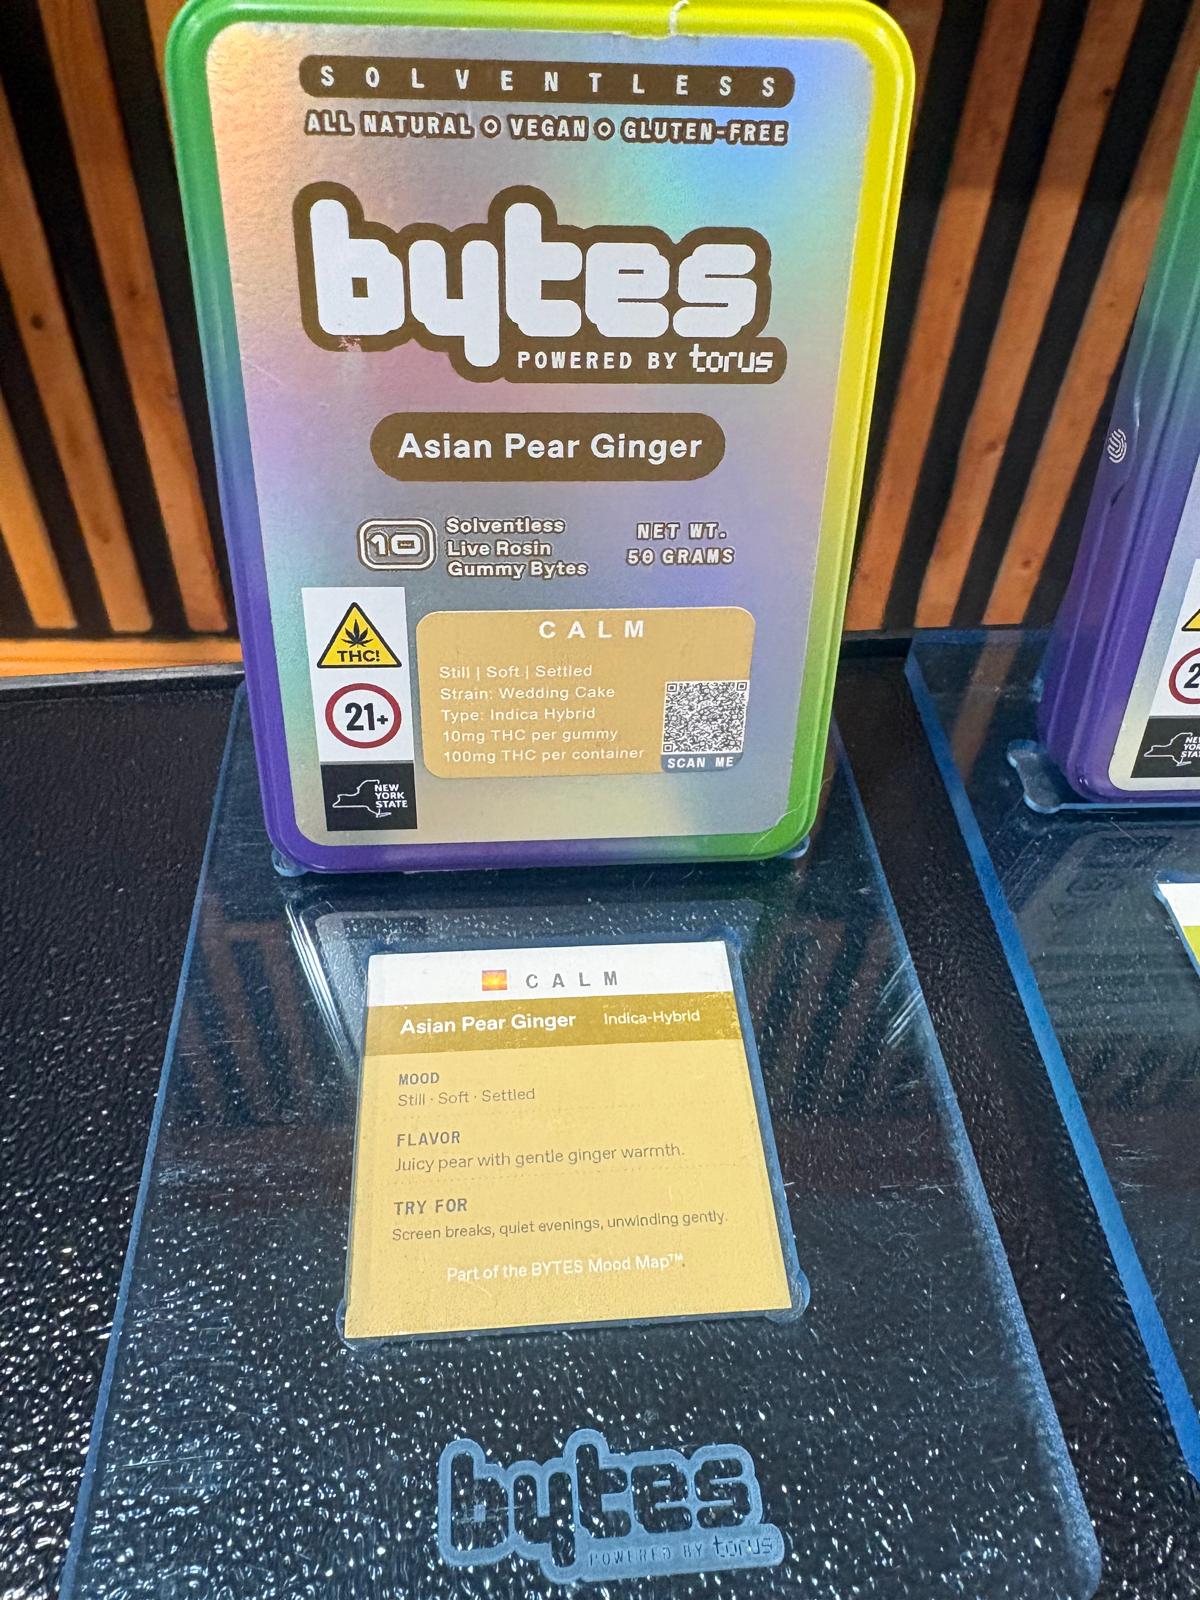 SOLVENTLESS
ALL NATURAL VEGAN GLUTEN-FREE
bytes
POWERED BY torus
Asian Pear Ginger
10
Solventless
Live Rosin
Gummy Bytes
NET WT.
50 GRAMS
THC!
21+
NEW
YORK
STATE
CALM
Still | Soft | Settled
Strain: Wedding Cake
Type: Indica Hybrid
10mg THC per gummy
100mg THC per container
SCAN ME
CALM
Asian Pear Ginger Indica-Hybrid
MOOD
Still · Soft · Settled
FLAVOR
Juicy pear with gentle ginger warmth.
TRY FOR
Screen breaks, quiet evenings, unwinding gently.
Part of the BYTES Mood Map™
bytes
POWERED BY torus